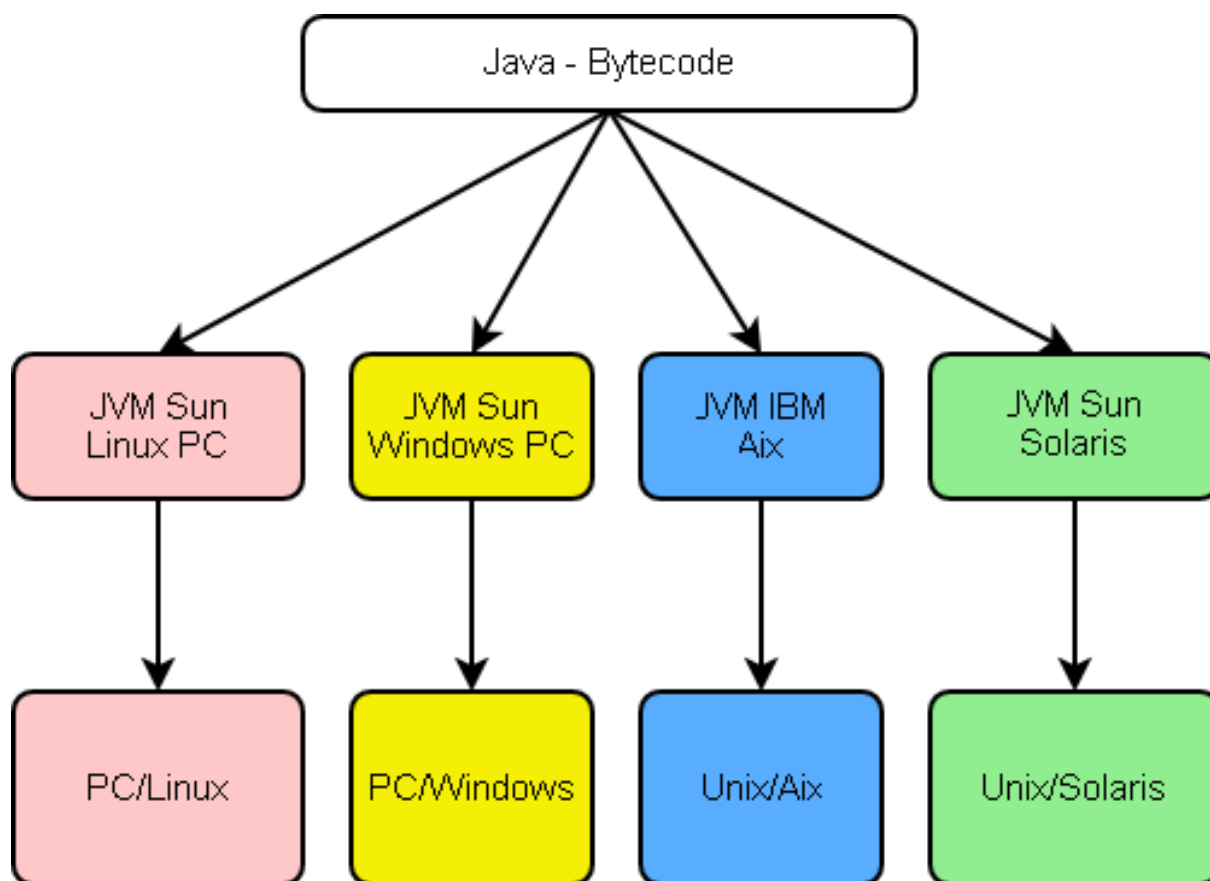 Java - Bytecode
JVM Sun
Linux PC
JVM Sun
Windows PC
JVM IBM
Aix
JVM Sun
Solaris
PC/Linux
PC/Windows
Unix/Aix
Unix/Solaris